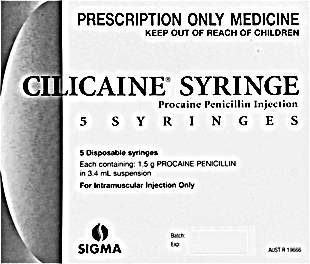 PRESCRIPTION ONLY MEDICINE
KEEP OUT OF REACH OF CHILDREN
CILICAINE® SYRINGE
Procaine Penicillin Injection
5 SYRINGES
5 Disposable syringes
Each containing: 1.5 g PROCAINE PENICILLIN
in 3.4 mL suspension
For Intramuscular Injection Only
SIGMA
Batch:
Exp:
AUST R 19666